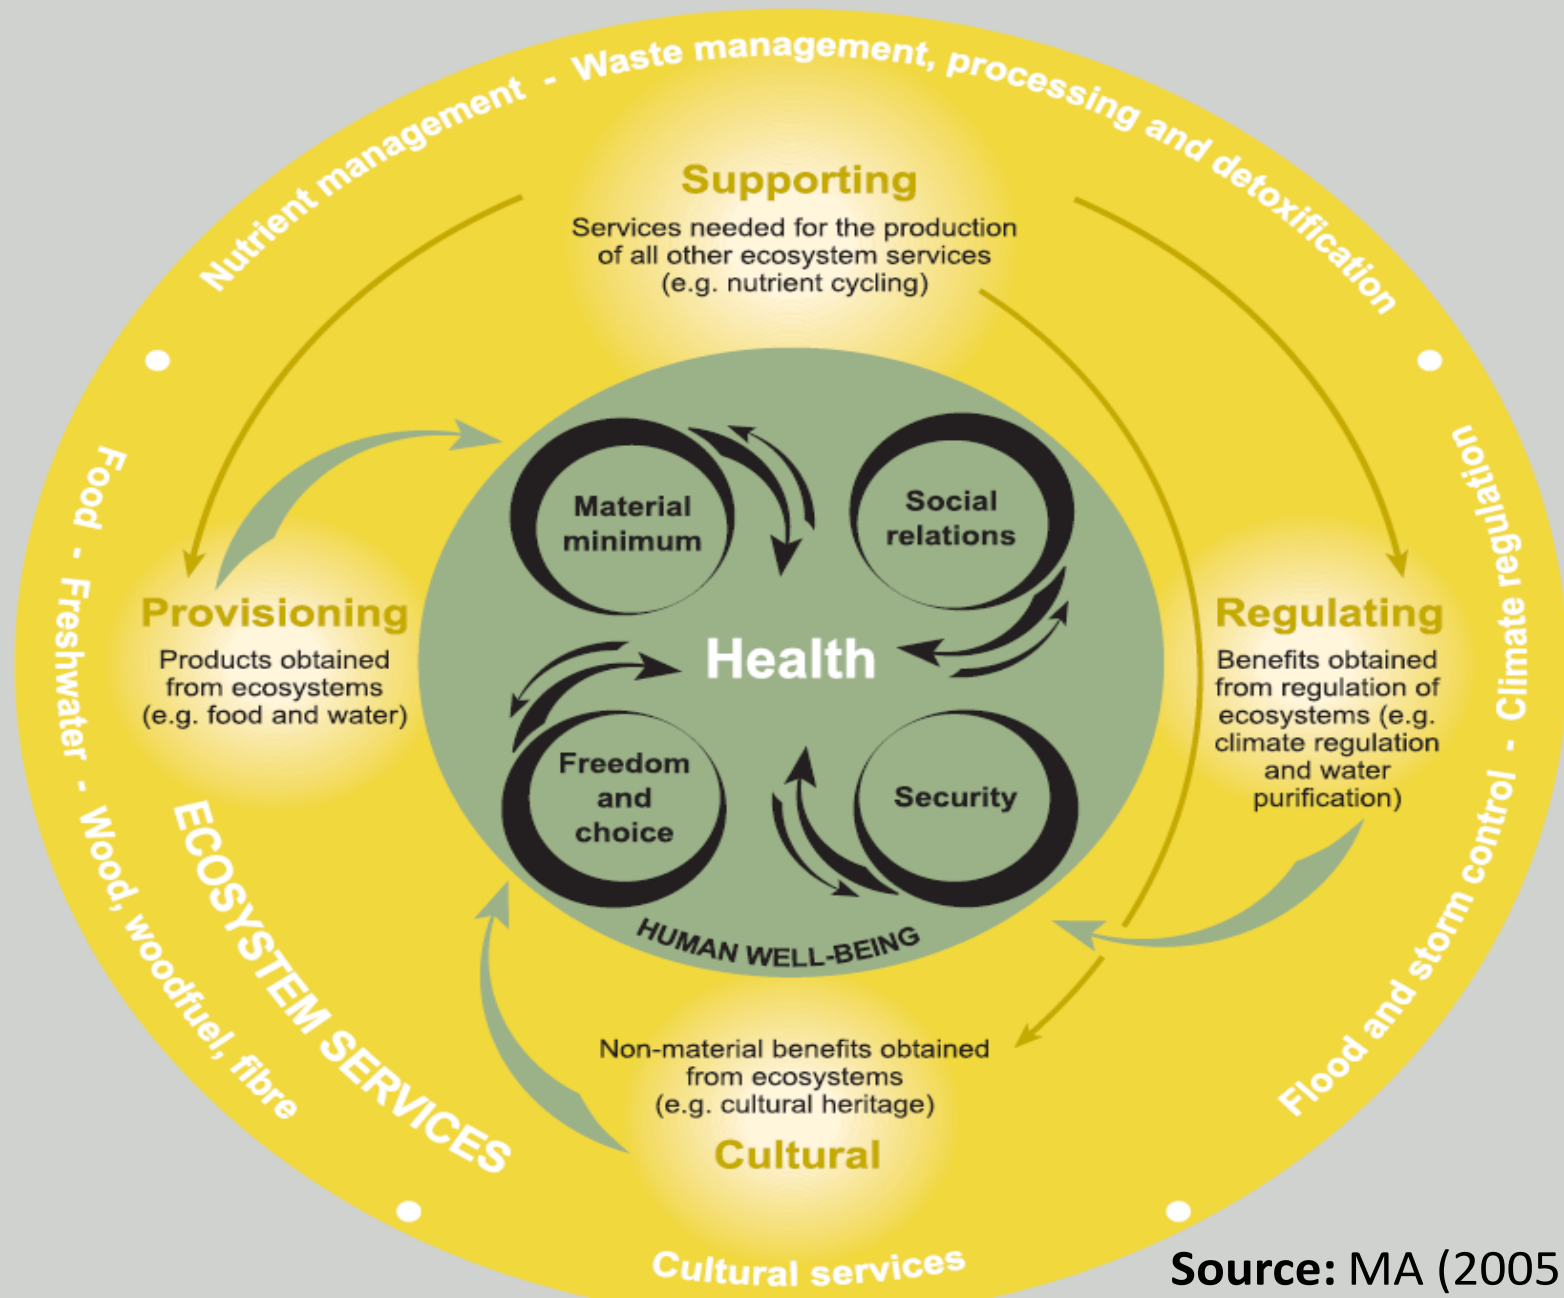 Nutrient management - Waste management, processing and detoxification
Supporting
Services needed for the production
of all other ecosystem services
(e.g. nutrient cycling)
Food - Freshwater - Wood, woodfuel, fibre
Climate regulation - Flood and storm control
Material
minimum
Social
relations
Provisioning
Products obtained
from ecosystems
(e.g. food and water)
Health
Regulating
Benefits obtained
from regulation of
ecosystems (e.g.
climate regulation
and water
purification)
Freedom
and
choice
Security
HUMAN WELL-BEING
ECOSYSTEM SERVICES
Non-material benefits obtained
from ecosystems
(e.g. cultural heritage)
Cultural
Cultural services
Source: MA (2005